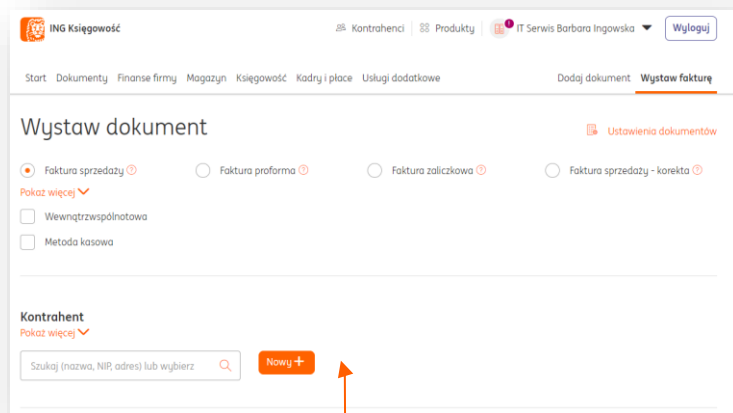 ING Księgowość
Kontrahenci Produkty IT Serwis Barbara Ingowska Wyloguj
Start Dokumenty Finanse firmy Magazyn Księgowość Kadry i płace Usługi dodatkowe Dodaj dokument Wystaw fakturę
Wystaw dokument
Ustawienia dokumentów
Faktura sprzedaży Faktura proforma Faktura zaliczkowa Faktura sprzedaży - korekta
Pokaż więcej
Wewnątrzwspólnotowa
Metoda kasowa
Kontrahent
Pokaż więcej
Szukaj (nazwa, NIP, adres) lub wybierz Nowy +